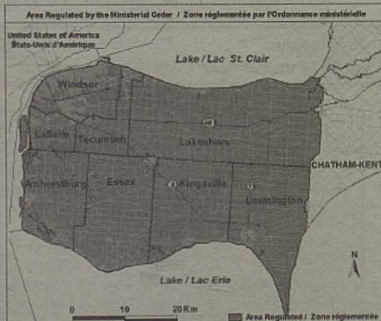 Area Regulated by the Ministerial Order / Zone réglementée par l'Ordonnance ministérielle
United States of America
États-Unis d'Amérique
Lake / Lac St. Clair
Windsor
LaSalle
Tecumseh
Lakeshore
CHATHAM-KENT
Amherstburg
Essex
Kingsville
Leamington
Lake / Lac Erie
N
0 10 20 Km
Area Regulated / Zone réglementée